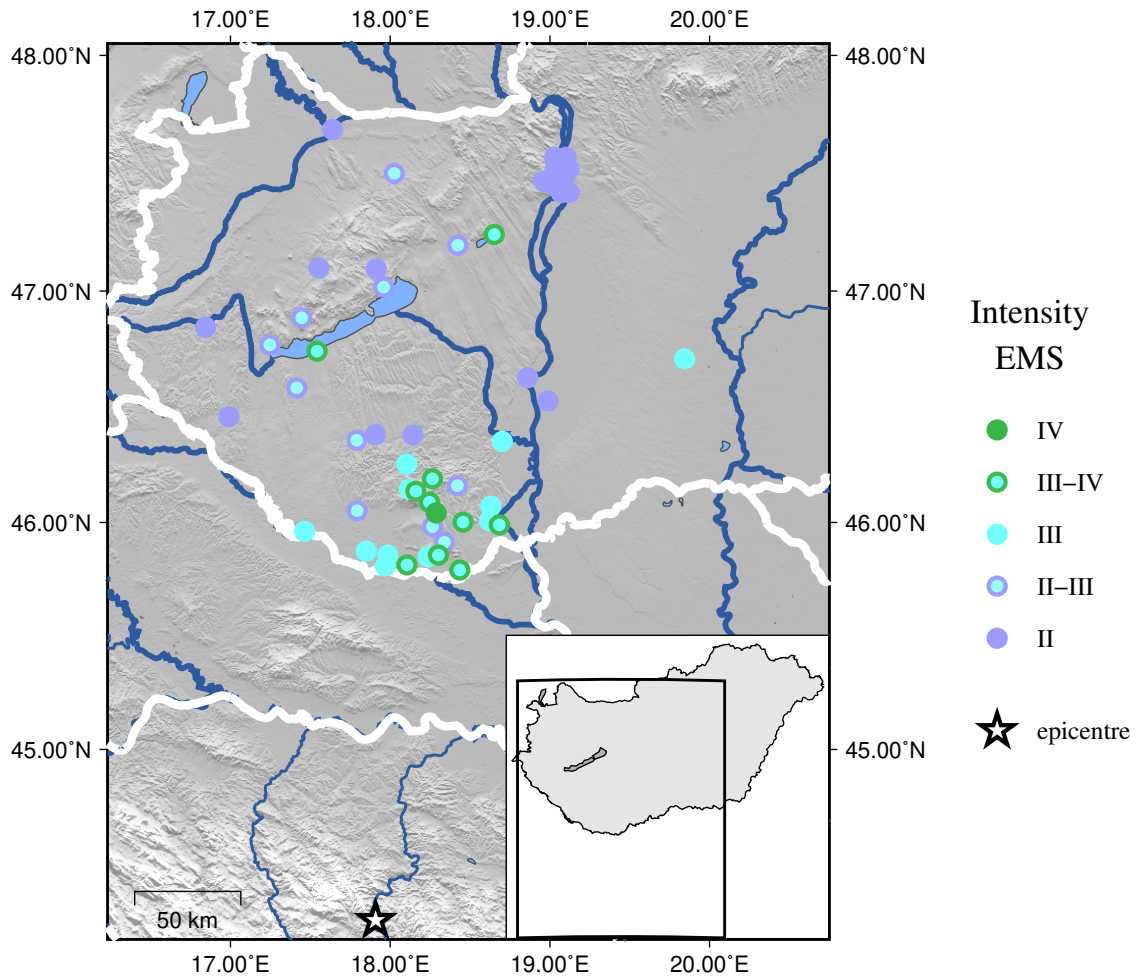 17.00˚E 18.00˚E 19.00˚E 20.00˚E
48.00˚N 48.00˚N
47.00˚N 47.00˚N
Intensity
EMS
IV
III–IV
46.00˚N 46.00˚N
III
II–III
II
epicentre
45.00˚N 45.00˚N
50 km
17.00˚E 18.00˚E 19.00˚E 20.00˚E